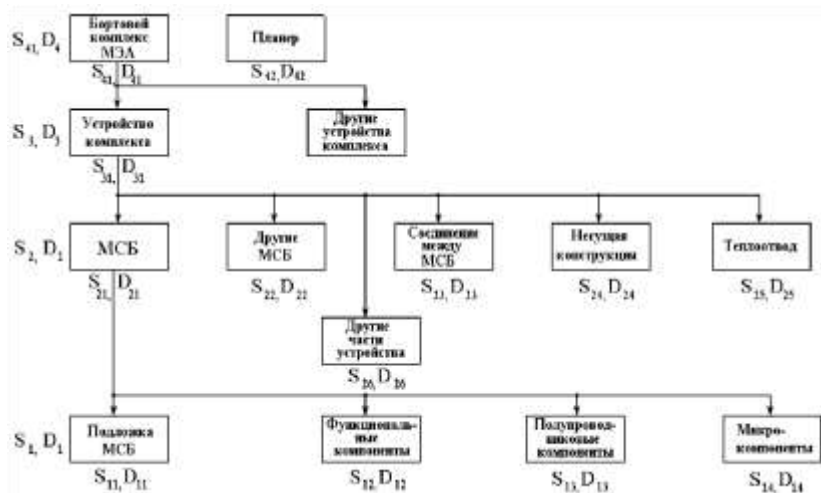 Бортовой
комплекс
МЭА
Планер
S₄₁, D₄
S₄₁, D₄₁
S₄₂, D₄₂
Устройство
комплекса
Другие
устройства
комплекса
S₃, D₃
S₃₁, D₃₁
МСБ
Другие
МСБ
Соединение
между
МСБ
Несущая
конструкция
Теплоотвод
S₂, D₁
S₂₁, D₂₁
S₂₂, D₂₂
S₂₃, D₂₃
S₂₄, D₂₄
S₂₅, D₂₅
Другие
части
устройства
S₂₆, D₂₆
Подложка
МСБ
Функциональ-
ные
компоненты
Полупровод-
никовые
компоненты
Микро-
компоненты
S₁, D₁
S₁₁, D₁₁
S₁₂, D₁₂
S₁₃, D₁₃
S₁₄, D₁₄